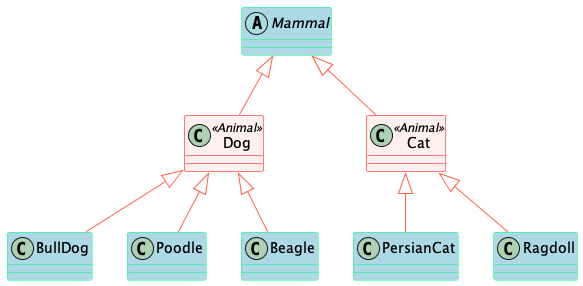 A Mammal
C «Animal»
Dog
C «Animal»
Cat
C BullDog
C Poodle
C Beagle
C PersianCat
C Ragdoll